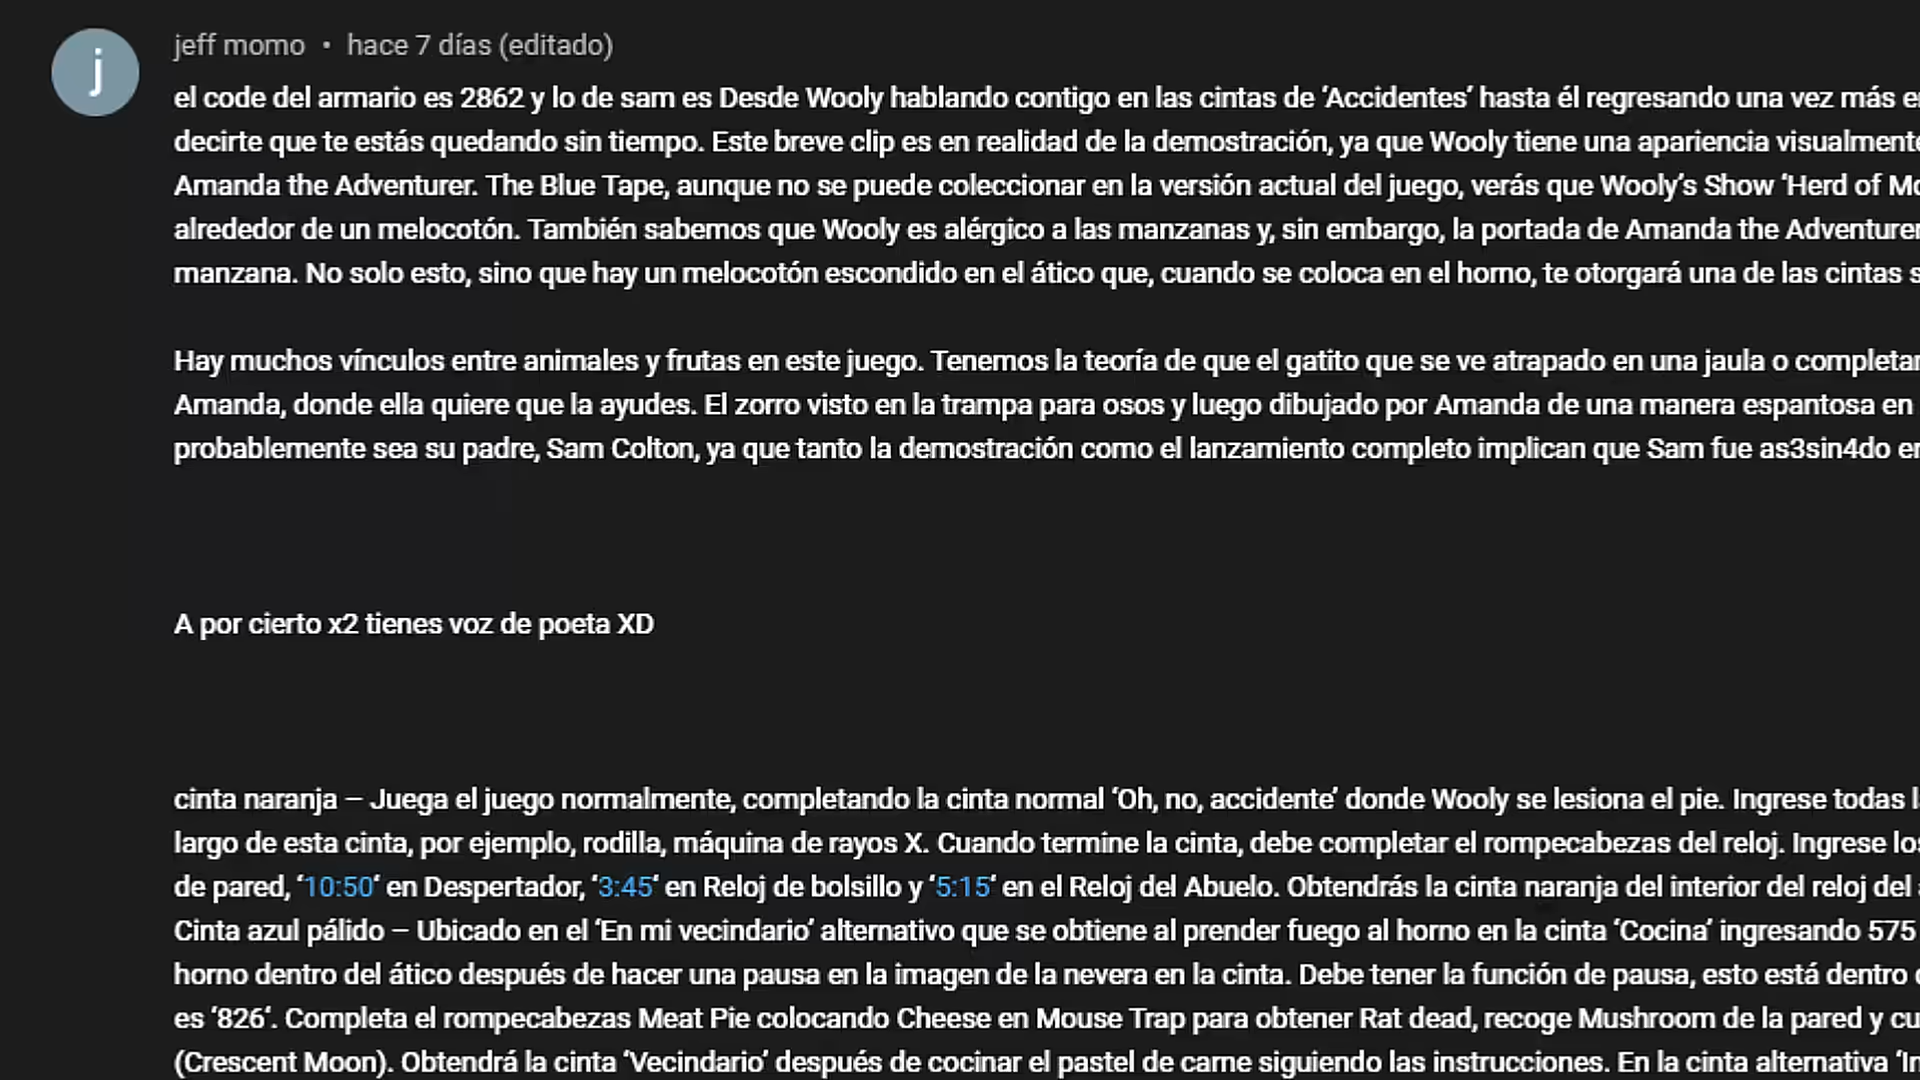 j
jeff momo • hace 7 días (editado)
el code del armario es 2862 y lo de sam es Desde Wooly hablando contigo en las cintas de ‘Accidentes’ hasta él regresando una vez más
decirte que te estás quedando sin tiempo. Este breve clip es en realidad de la demostración, ya que Wooly tiene una apariencia visualmente
Amanda the Adventurer. The Blue Tape, aunque no se puede coleccionar en la versión actual del juego, verás que Wooly’s Show ‘Herd of
alrededor de un melocotón. También sabemos que Wooly es alérgico a las manzanas y, sin embargo, la portada de Amanda the Adventurer
manzana. No solo esto, sino que hay un melocotón escondido en el ático que, cuando se coloca en el horno, te otorgará una de las cintas
Hay muchos vínculos entre animales y frutas en este juego. Tenemos la teoría de que el gatito que se ve atrapado en una jaula o
Amanda, donde ella quiere que la ayudes. El zorro visto en la trampa para osos y luego dibujado por Amanda de una manera espantosa en
probablemente sea su padre, Sam Colton, ya que tanto la demostración como el lanzamiento completo implican que Sam fue as3sin4do
A por cierto x2 tienes voz de poeta XD
cinta naranja – Juega el juego normalmente, completando la cinta normal ‘Oh, no, accidente’ donde Wooly se lesiona el pie. Ingrese todas
largo de esta cinta, por ejemplo, rodilla, máquina de rayos X. Cuando termine la cinta, debe completar el rompecabezas del reloj. Ingrese
de pared, ‘10:50‘ en Despertador, ‘3:45‘ en Reloj de bolsillo y ‘5:15‘ en el Reloj del Abuelo. Obtendrás la cinta naranja del interior del reloj del
Cinta azul pálido – Ubicado en el ‘En mi vecindario’ alternativo que se obtiene al prender fuego al horno en la cinta ‘Cocina’ ingresando 575
horno dentro del ático después de hacer una pausa en la imagen de la nevera en la cinta. Debe tener la función de pausa, esto está dentro
es ‘826‘. Completa el rompecabezas Meat Pie colocando Cheese en Mouse Trap para obtener Rat dead, recoge Mushroom de la pared y
(Crescent Moon). Obtendrá la cinta ‘Vecindario’ después de cocinar el pastel de carne siguiendo las instrucciones. En la cinta alternativa